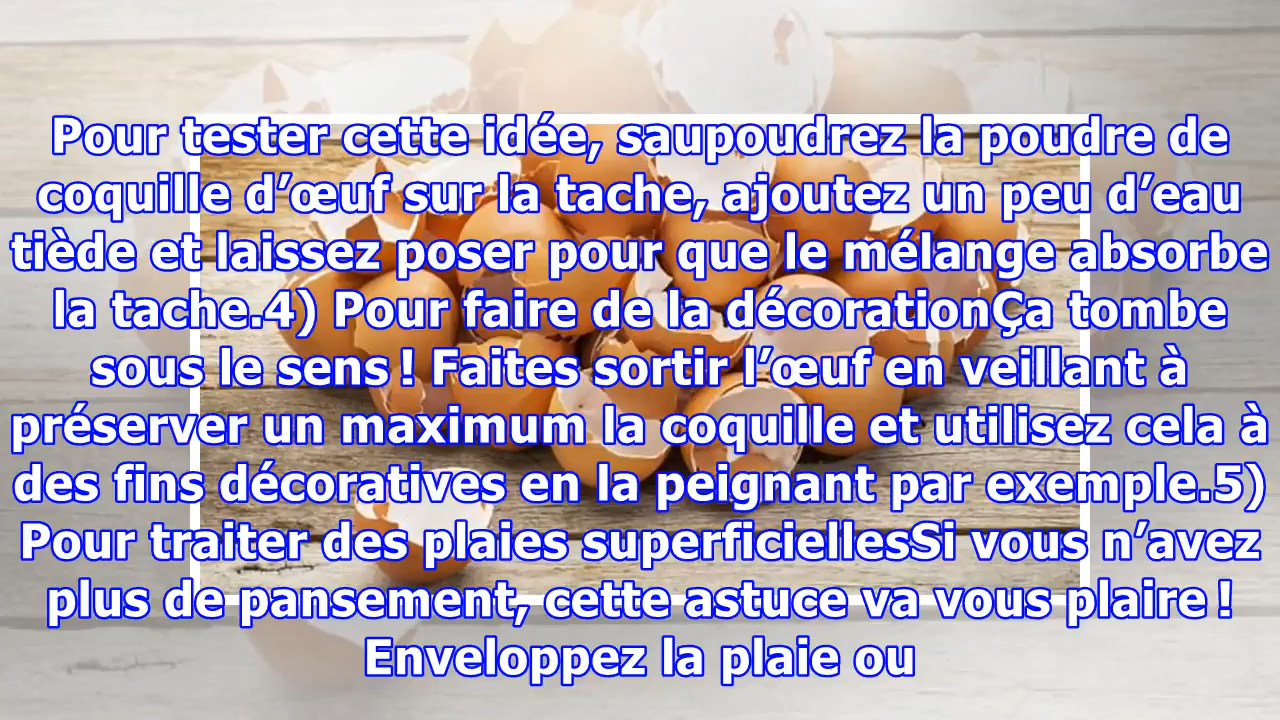 Pour tester cette idée, saupoudrez la poudre de
coquille d’œuf sur la tache, ajoutez un peu d’eau
tiède et laissez poser pour que le mélange absorbe
la tache.4) Pour faire de la décorationÇa tombe
sous le sens ! Faites sortir l’œuf en veillant à
préserver un maximum la coquille et utilisez cela à
des fins décoratives en la peignant par exemple.5)
Pour traiter des plaies superficiellesSi vous n’avez
plus de pansement, cette astuce va vous plaire !
Enveloppez la plaie ou